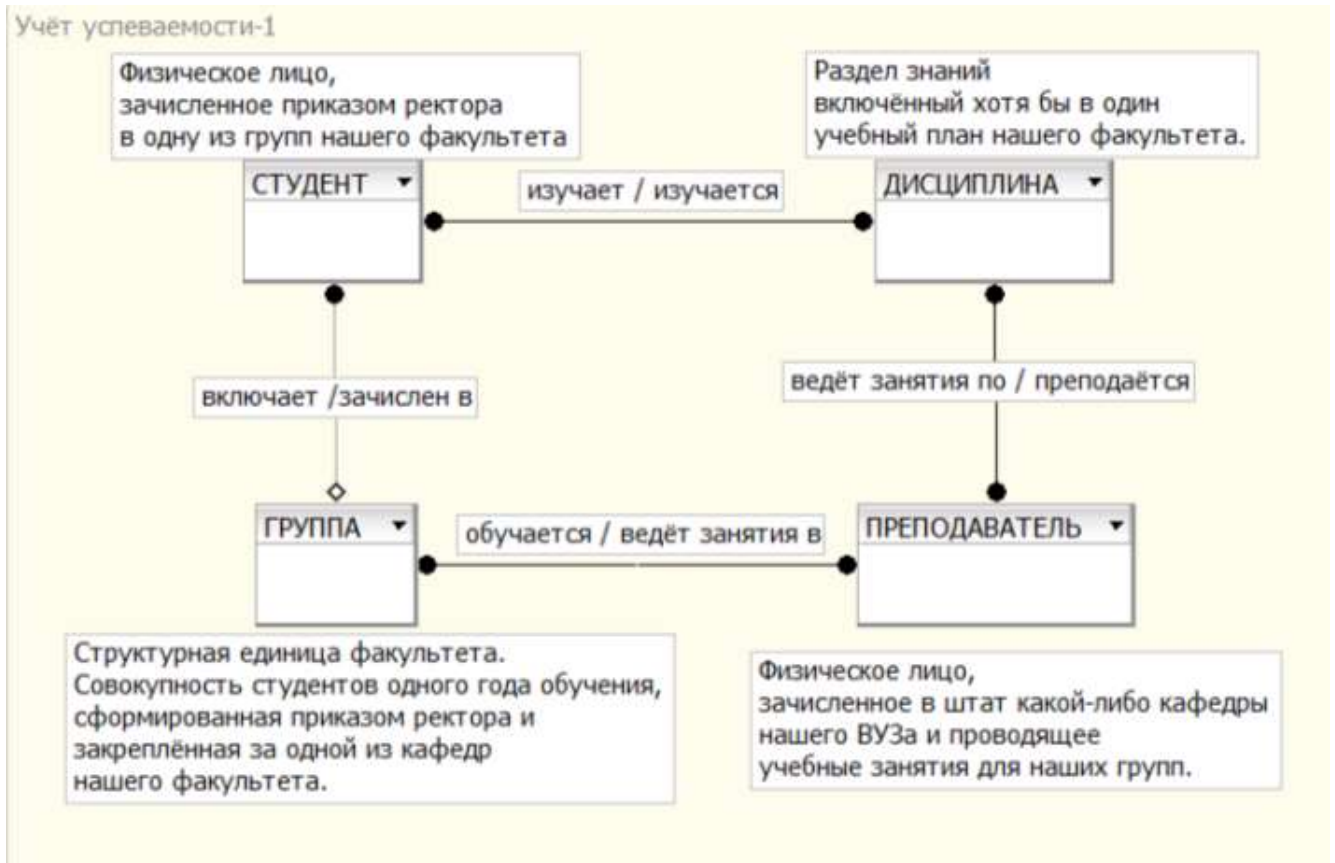 Учёт успеваемости-1
Физическое лицо,
зачисленное приказом ректора
в одну из групп нашего факультета
Раздел знаний
включённый хотя бы в один
учебный план нашего факультета.
СТУДЕНТ
изучает / изучается
ДИСЦИПЛИНА
включает /зачислен в
ведёт занятия по / преподаётся
ГРУППА
обучается / ведёт занятия в
ПРЕПОДАВАТЕЛЬ
Структурная единица факультета.
Совокупность студентов одного года обучения,
сформированная приказом ректора и
закреплённая за одной из кафедр
нашего факультета.
Физическое лицо,
зачисленное в штат какой-либо кафедры
нашего ВУЗа и проводящее
учебные занятия для наших групп.